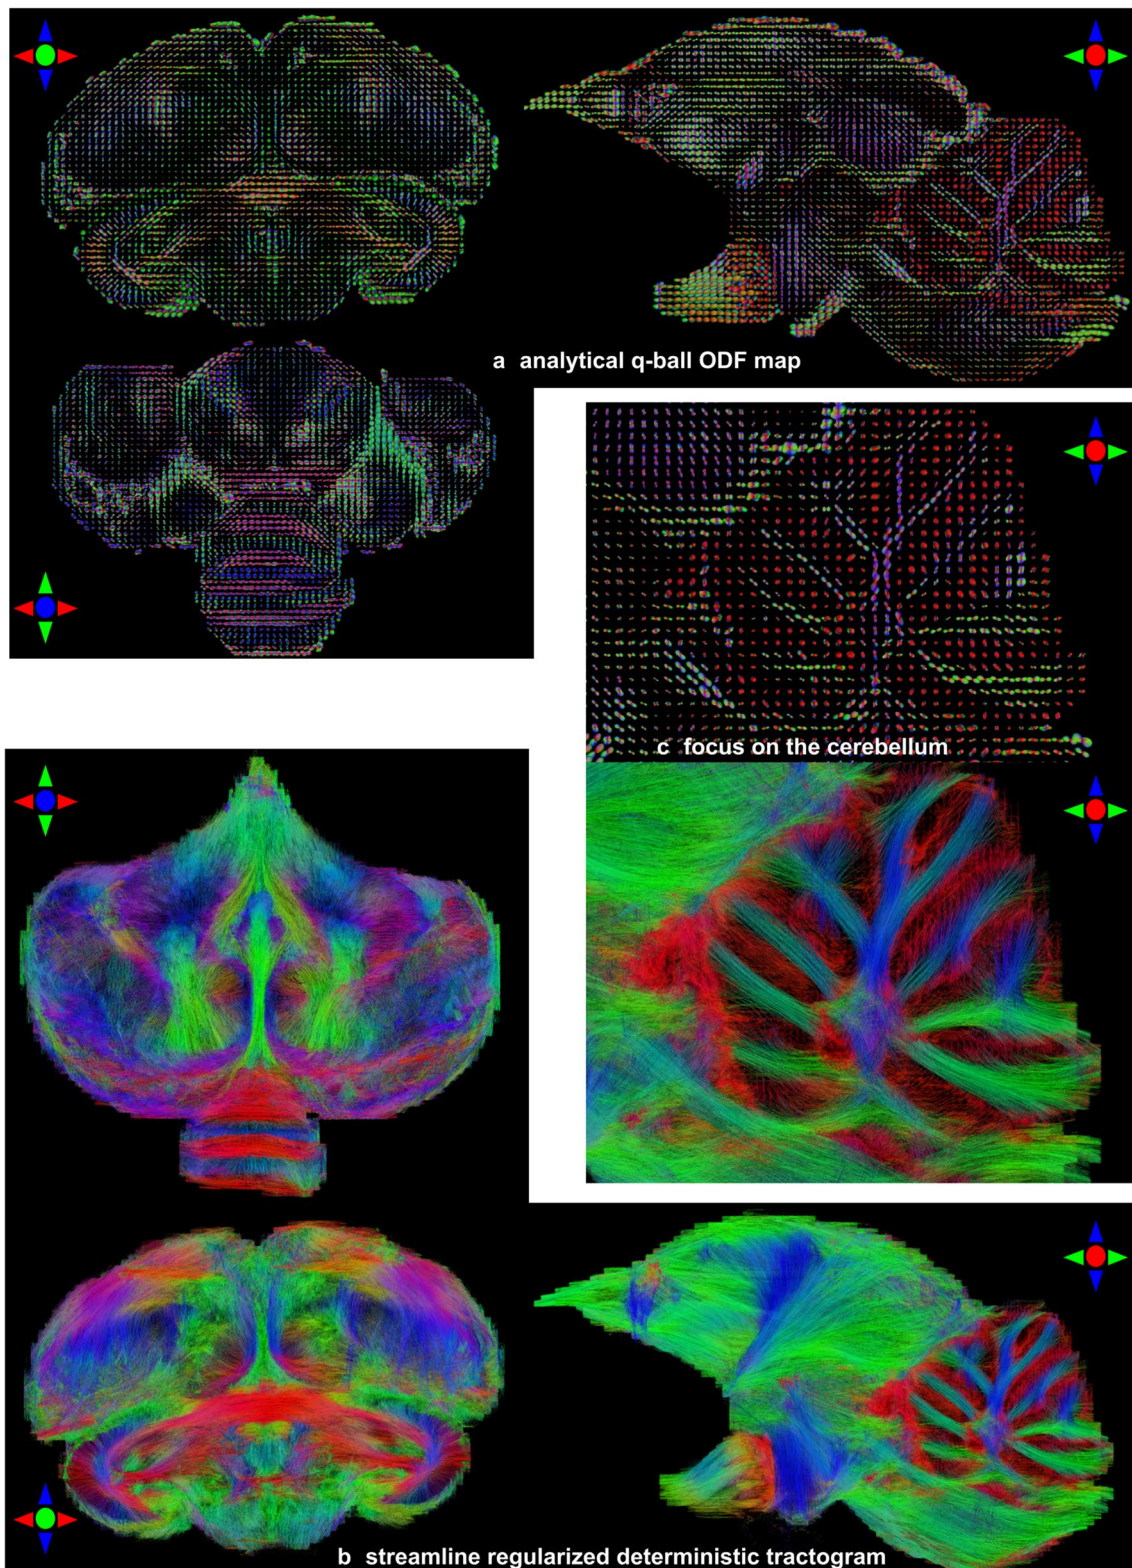 a analytical q-ball ODF map
c focus on the cerebellum
b streamline regularized deterministic tractogram